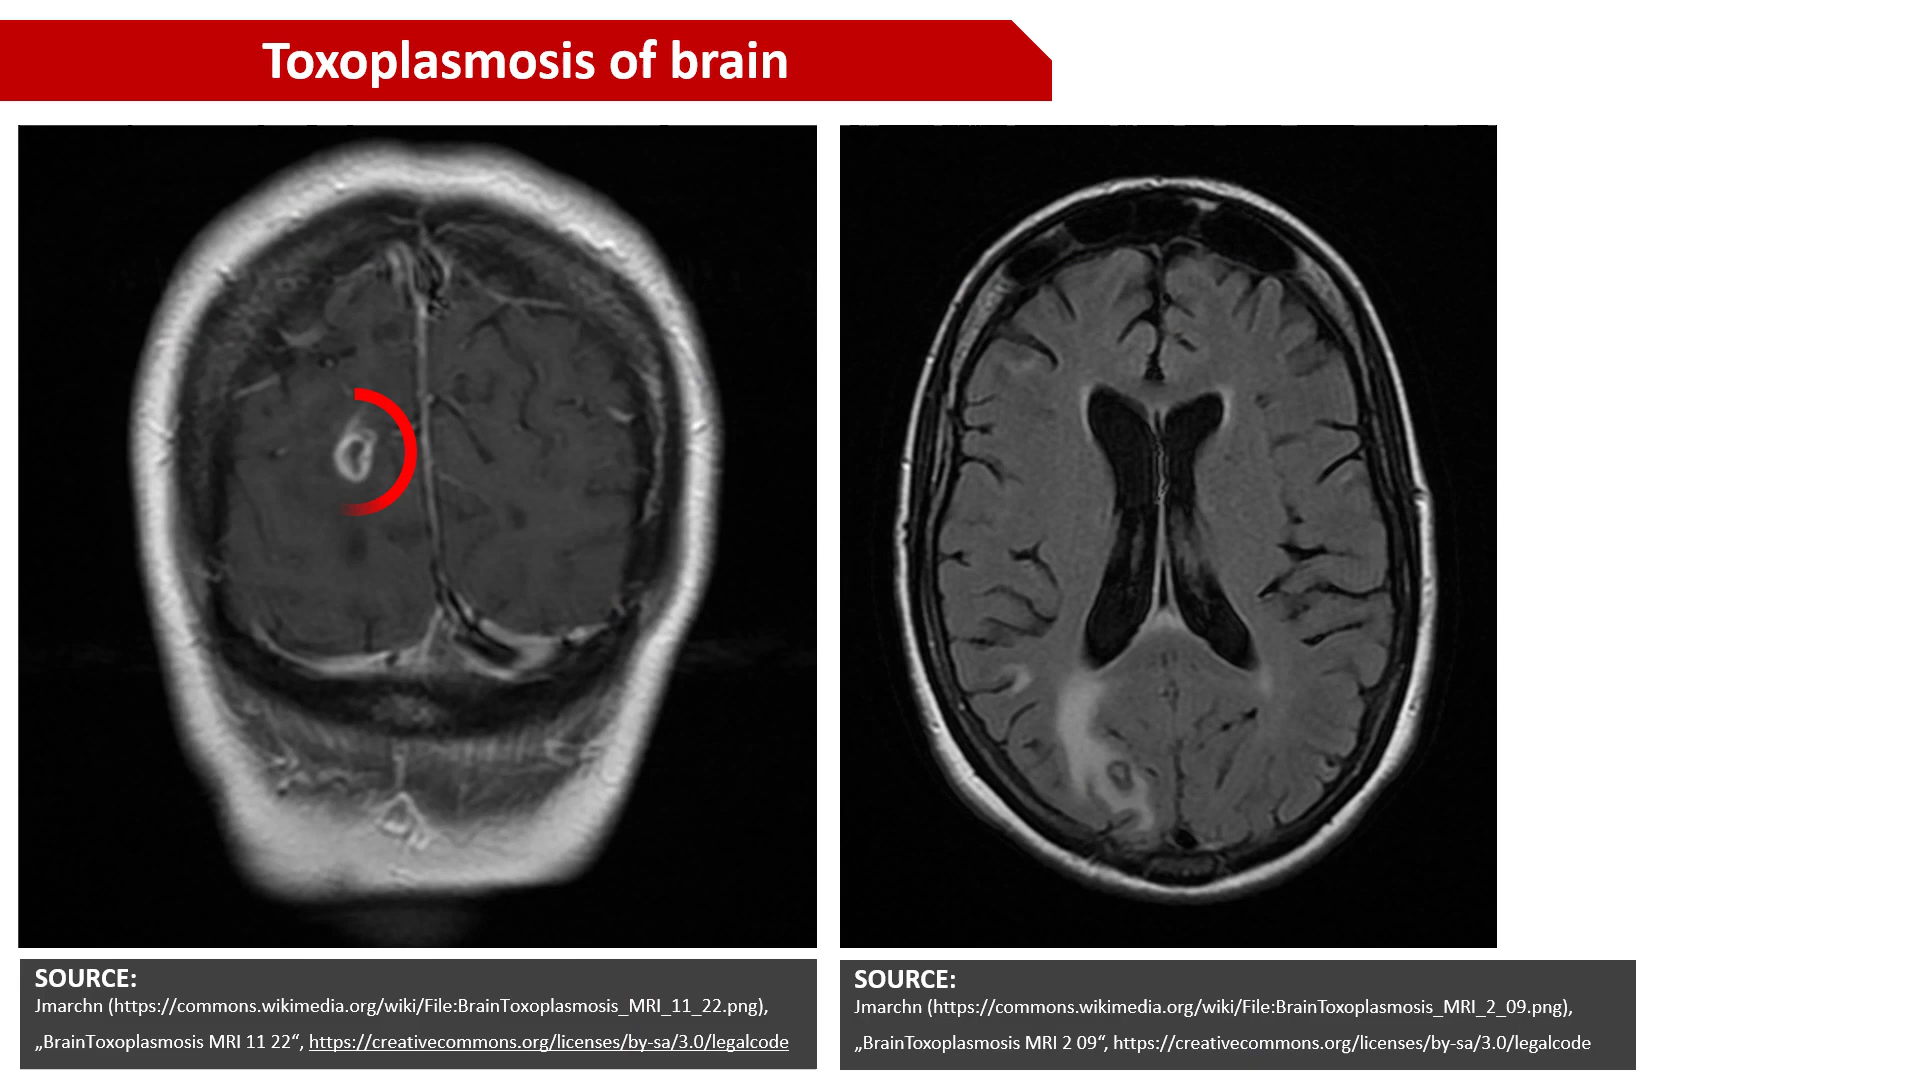 Toxoplasmosis of brain
SOURCE:
Jmarchn (https://commons.wikimedia.org/wiki/File:BrainToxoplasmosis_MRI_11_22.png),
„BrainToxoplasmosis MRI 11 22“, https://creativecommons.org/licenses/by-sa/3.0/legalcode
SOURCE:
Jmarchn (https://commons.wikimedia.org/wiki/File:BrainToxoplasmosis_MRI_2_09.png),
„BrainToxoplasmosis MRI 2 09“, https://creativecommons.org/licenses/by-sa/3.0/legalcode